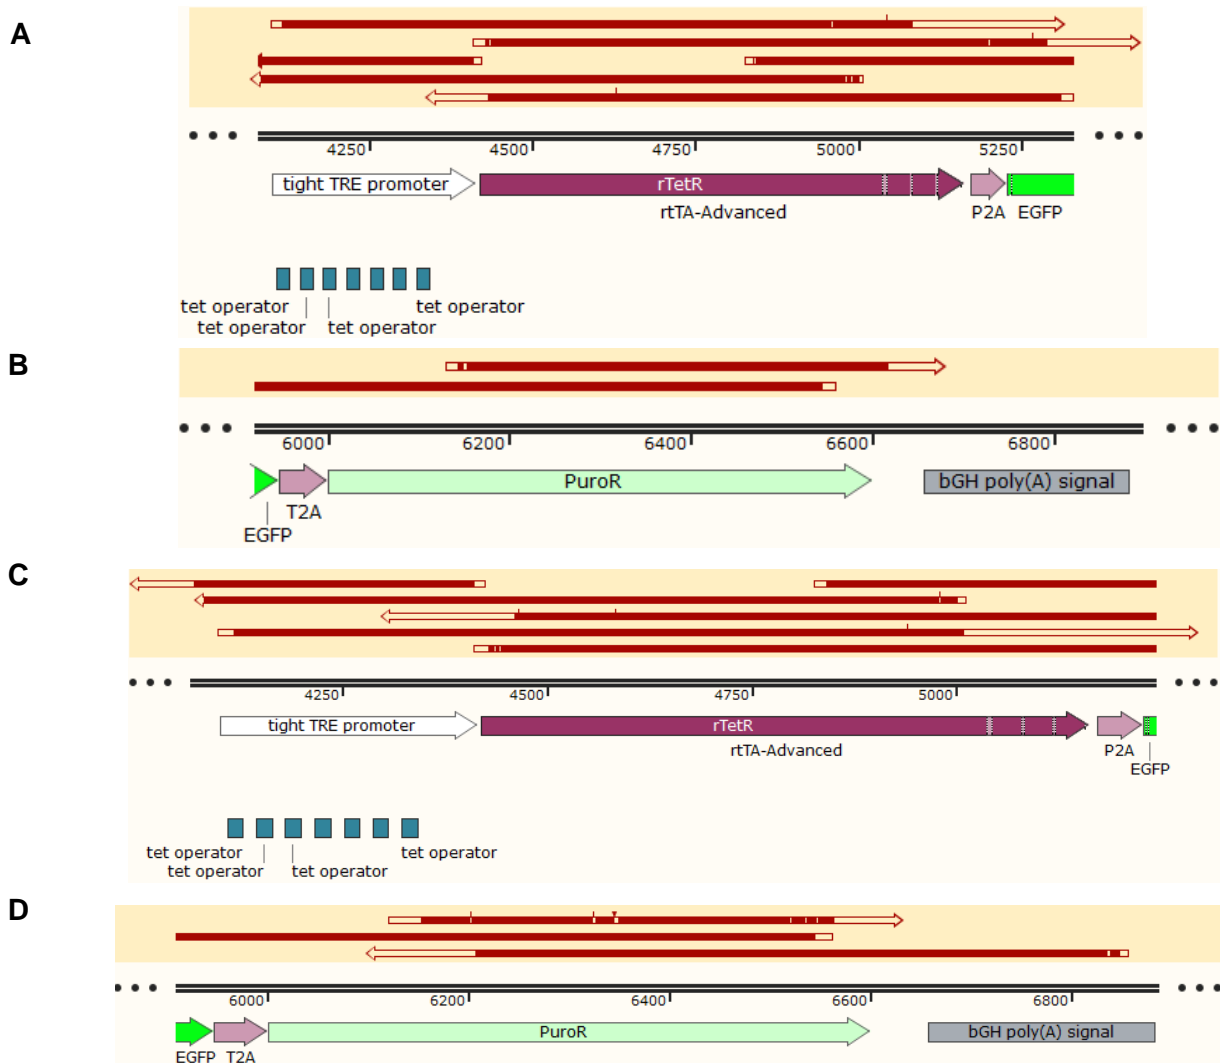 A
4250 4500 4750 5000 5250
tight TRE promoter rTetR
rtTA-Advanced P2A EGFP
tet operator tet operator
tet operator tet operator
B
6000 6200 6400 6600 6800
PuroR bGH poly(A) signal
T2A
EGFP
C
4250 4500 4750 5000
tight TRE promoter rTetR
rtTA-Advanced P2A
EGFP
tet operator tet operator
tet operator tet operator
D
6000 6200 6400 6600 6800
PuroR bGH poly(A) signal
EGFP T2A